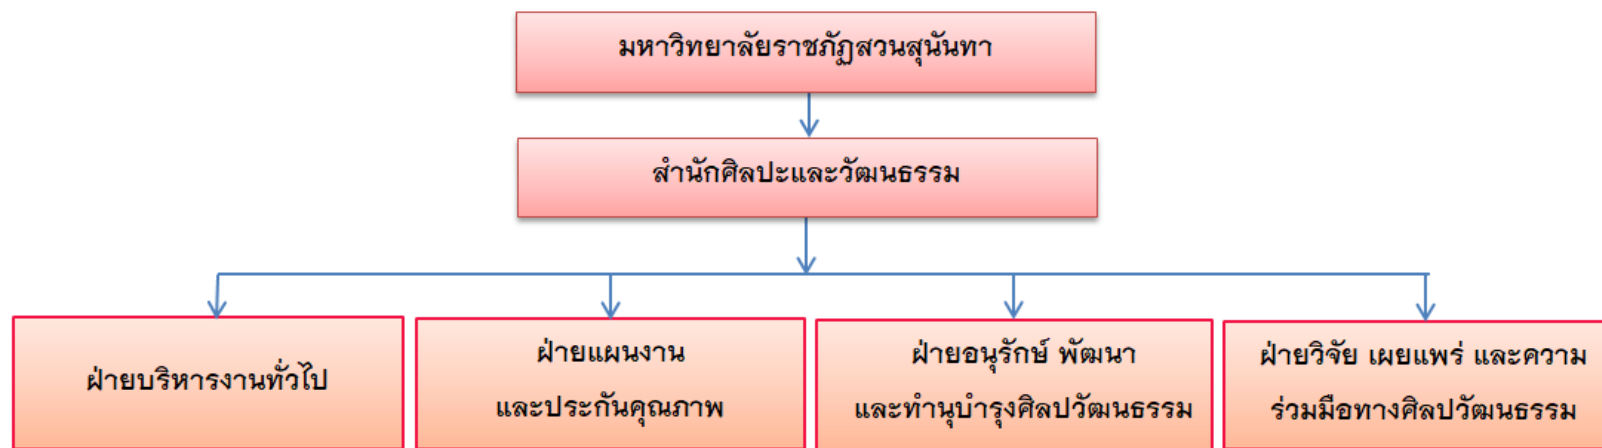 มหาวิทยาลัยราชภัฏสวนสุนันทา
สำนักศิลปะและวัฒนธรรม
ฝ่ายบริหารงานทั่วไป
ฝ่ายแผนงาน
และประกันคุณภาพ
ฝ่ายอนุรักษ์ พัฒนา
และทำนุบำรุงศิลปวัฒนธรรม
ฝ่ายวิจัย เผยแพร่ และความ
ร่วมมือทางศิลปวัฒนธรรม